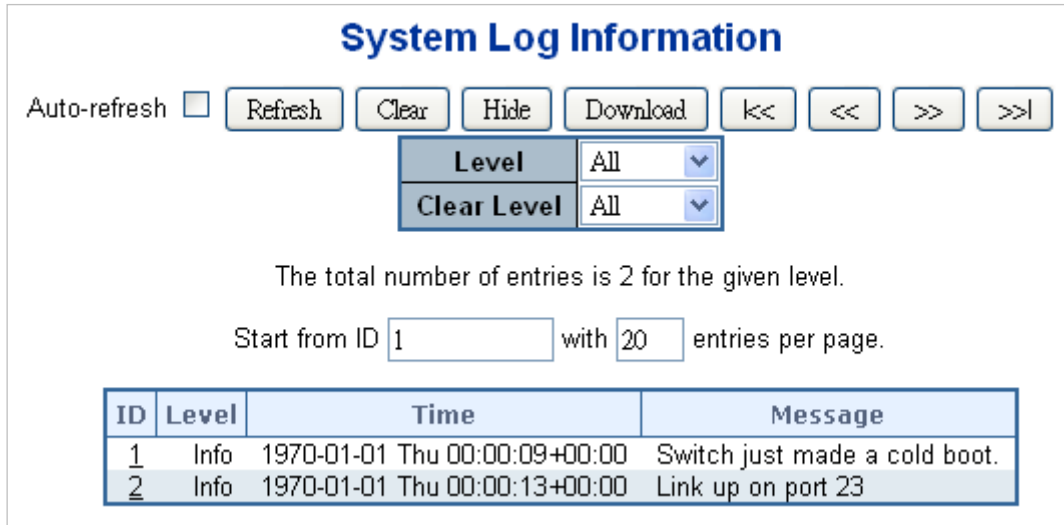 System Log Information
Auto-refresh Refresh Clear Hide Download |<< << >> >>|
Level All
Clear Level All
The total number of entries is 2 for the given level.
Start from ID 1 with 20 entries per page.
ID Level Time Message
1 Info 1970-01-01 Thu 00:00:09+00:00 Switch just made a cold boot.
2 Info 1970-01-01 Thu 00:00:13+00:00 Link up on port 23